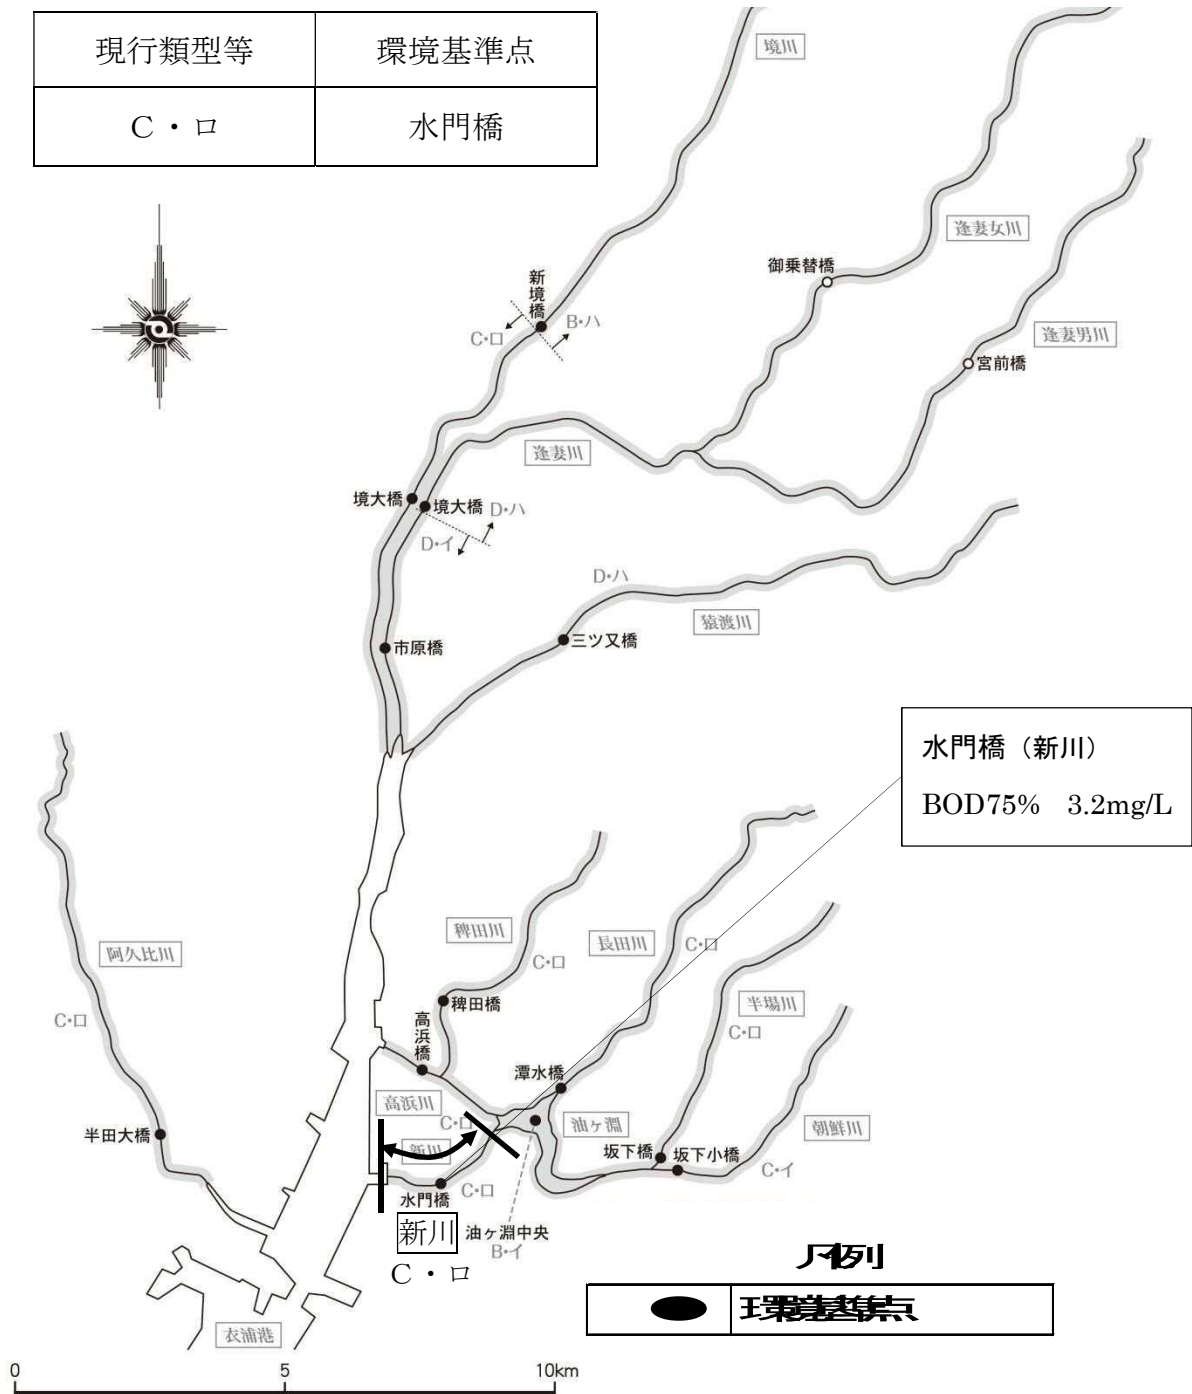 現行類型等 環境基準点
C・ロ 水門橋
境川
逢妻女川
御乗替橋
新境橋
B・ハ
C・ロ
逢妻男川
宮前橋
逢妻川
境大橋
境大橋
D・ハ
D・イ
D・ハ
猿渡川
三ツ又橋
市原橋
水門橋（新川）
BOD75% 3.2mg/L
稗田川
長田川
C・ロ
阿久比川
C・ロ
半場川
稗田橋
高浜橋
C・ロ
C・ロ
潭水橋
高浜川
C・ロ
油ヶ淵
朝鮮川
半田大橋
新川
坂下橋
坂下小橋
C・イ
水門橋
C・ロ
新川
油ヶ淵中央
B・イ
C・ロ
凡例
環境基準点
衣浦港
0 5 10km